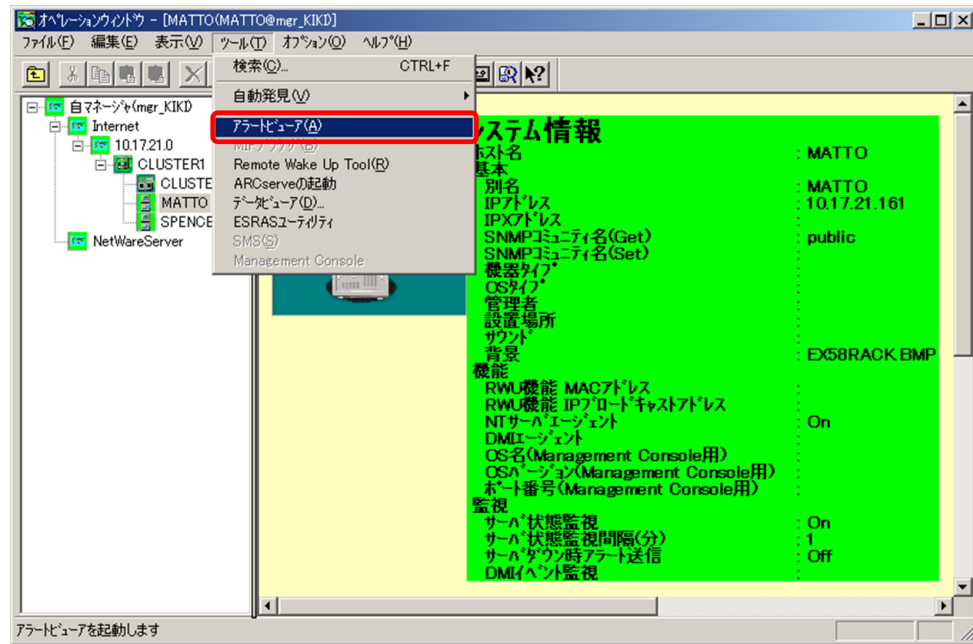 オペレーションウィンドウ - [MATTO(MATTO@mgr_KIKI)]
ファイル(F) 編集(E) 表示(V) ツール(T) オプション(O) ヘルプ(H)
検索(C)... CTRL+F
自動発見(V)
アラートビューア(A)
Remote Wake Up Tool(R)
ARCserveの起動
データビューア(D)...
ESRASユーティリティ
SMS(S)
Management Console
自マネージャ(mgr_KIKI)
Internet
10.17.21.0
CLUSTER1
CLUSTE
MATTO
SPENCE
NetWareServer
システム情報
ホスト名 : MATTO
基本
別名 : MATTO
IPアドレス : 10.17.21.161
IPXアドレス :
SNMPコミュニティ名(Get) : public
SNMPコミュニティ名(Set) :
機器タイプ :
OSタイプ :
管理者 :
設置場所 :
サウンド :
背景 : EX58RACK.BMP
機能
RWU機能 MACアドレス :
RWU機能 IPブロードキャストアドレス :
NTサーバエージェント : On
DMIエージェント :
OS名(Management Console用) :
OSバージョン(Management Console用) :
ポート番号(Management Console用) :
監視
サーバ状態監視 : On
サーバ状態監視間隔(分) : 1
サーバダウン時アラート送信 : Off
DMIイベント監視 :
アラートビューアを起動します